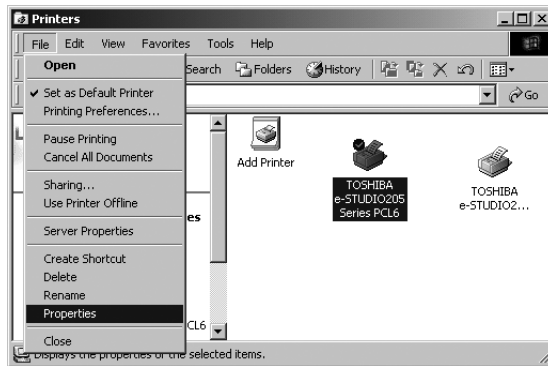 Printers
File Edit View Favorites Tools Help
Search Folders History
Go
Open
Set as Default Printer
Printing Preferences...
Pause Printing
Cancel All Documents
Sharing...
Use Printer Offline
Server Properties
Create Shortcut
Delete
Rename
Properties
Close
es
CL6
Add Printer
TOSHIBA
e-STUDIO205
Series PCL6
TOSHIBA
e-STUDIO2...
Displays the properties of the selected items.